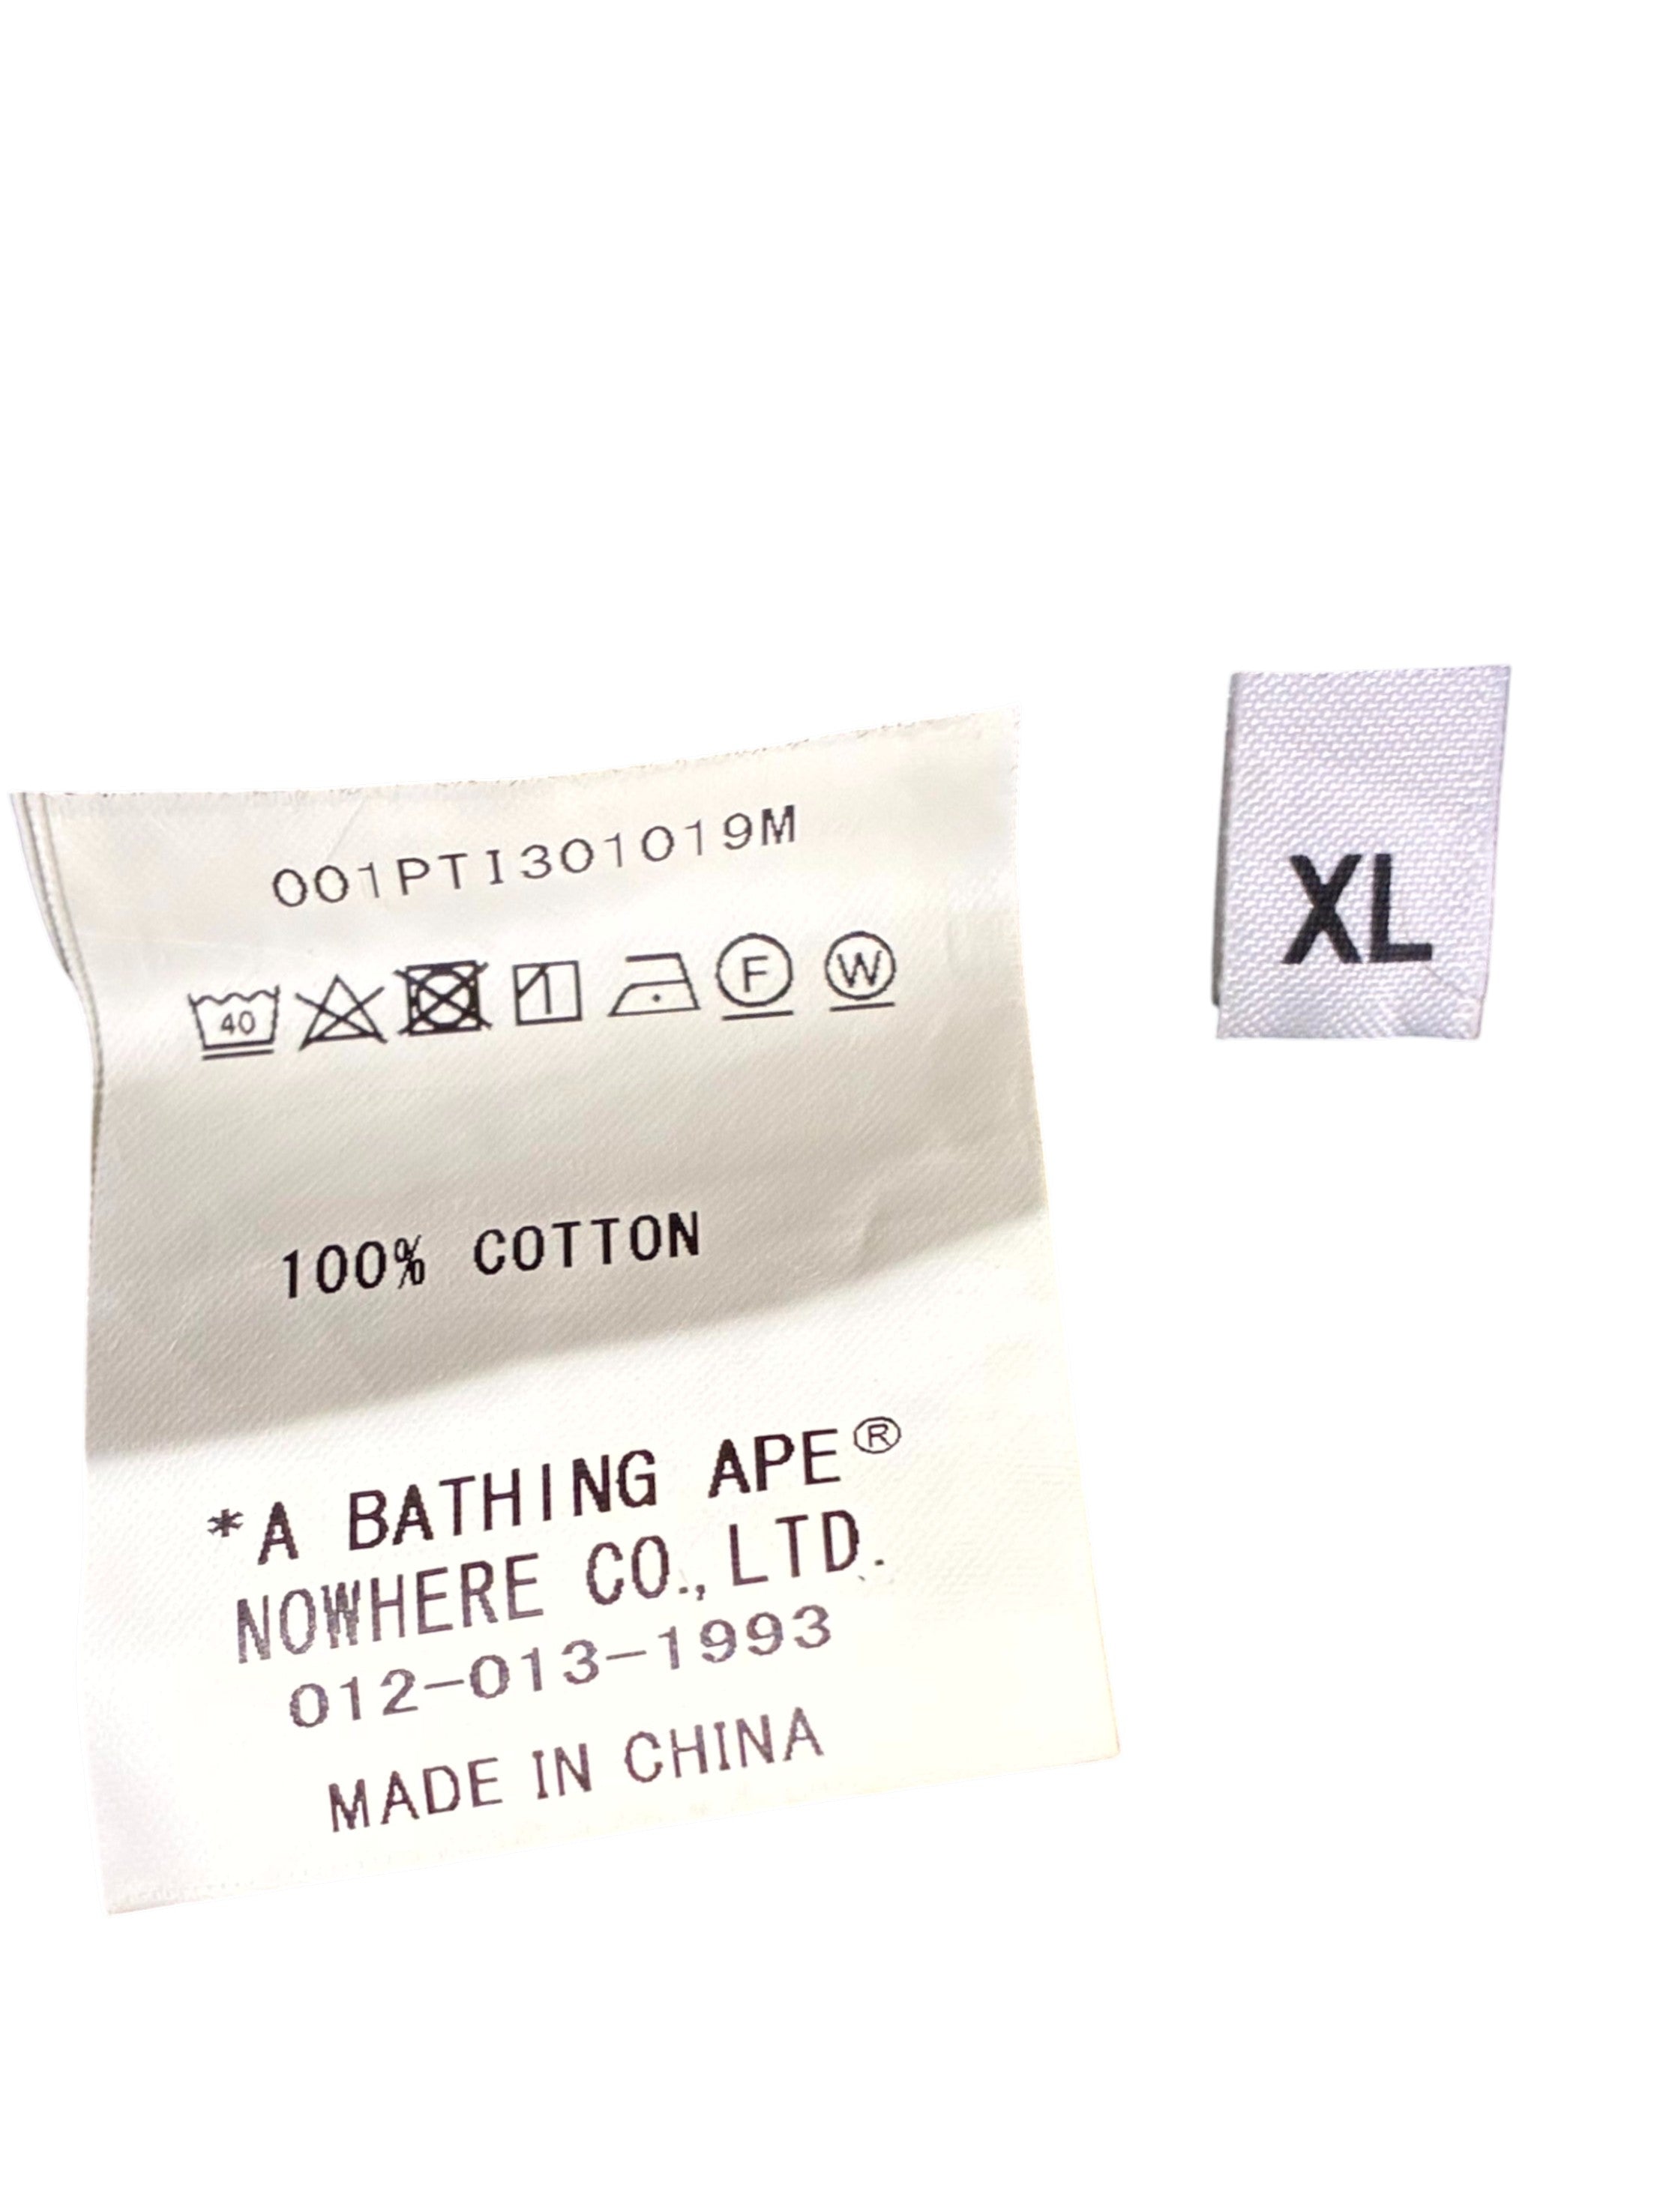 001PTI301019M
40 F W
100% COTTON
*A BATHING APE®
NOWHERE CO., LTD.
012-013-1993
MADE IN CHINA
XL